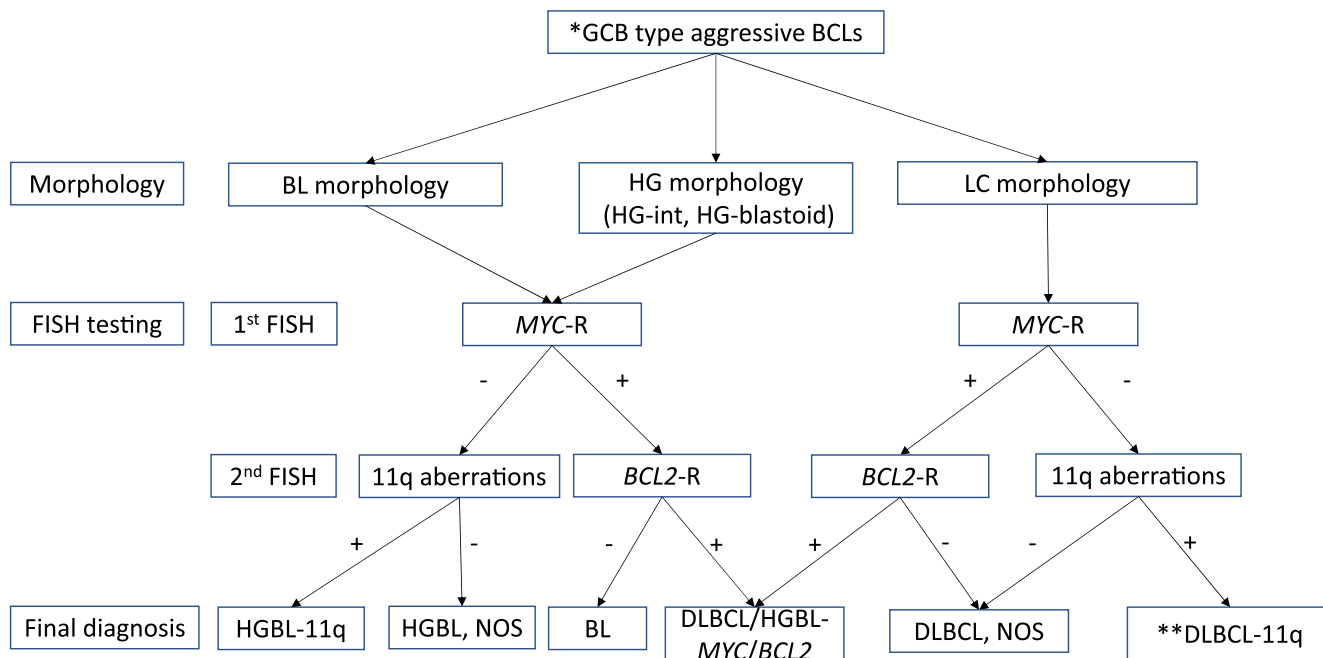 *GCB type aggressive BCLs
Morphology
BL morphology
HG morphology
(HG-int, HG-blastoid)
LC morphology
FISH testing
1st FISH
MYC-R
MYC-R
-
+
+
-
2nd FISH
11q aberrations
BCL2-R
BCL2-R
11q aberrations
+
-
-
+
+
-
-
+
Final diagnosis
HGBL-11q
HGBL, NOS
BL
DLBCL/HGBL-
MYC/BCL2
DLBCL, NOS
**DLBCL-11q